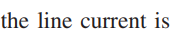 the line current is